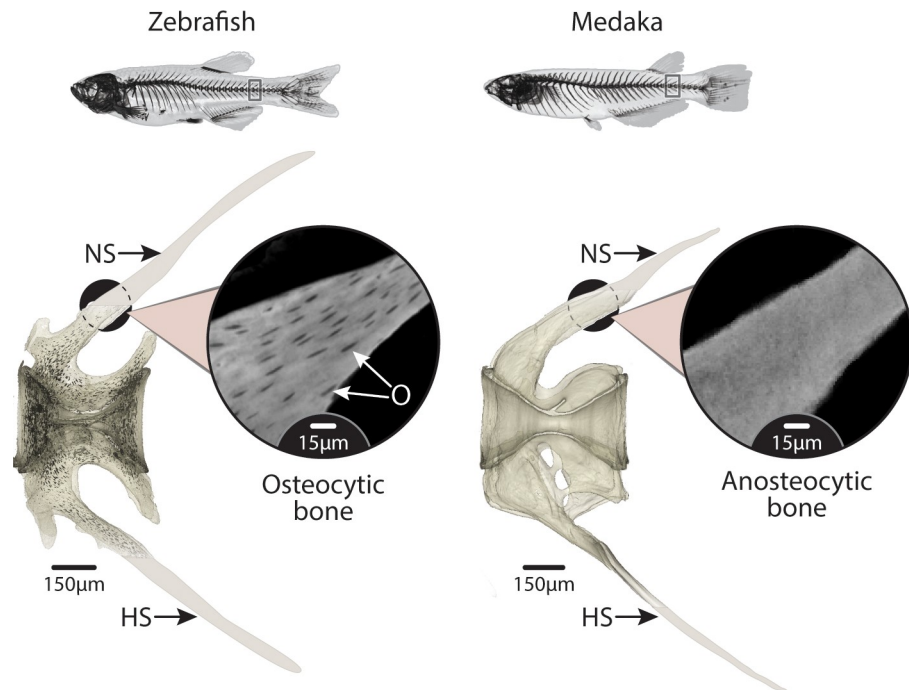 Zebrafish
Medaka
NS
O
15µm
Osteocytic
bone
150µm
HS
NS
15µm
Anosteocytic
bone
150µm
HS